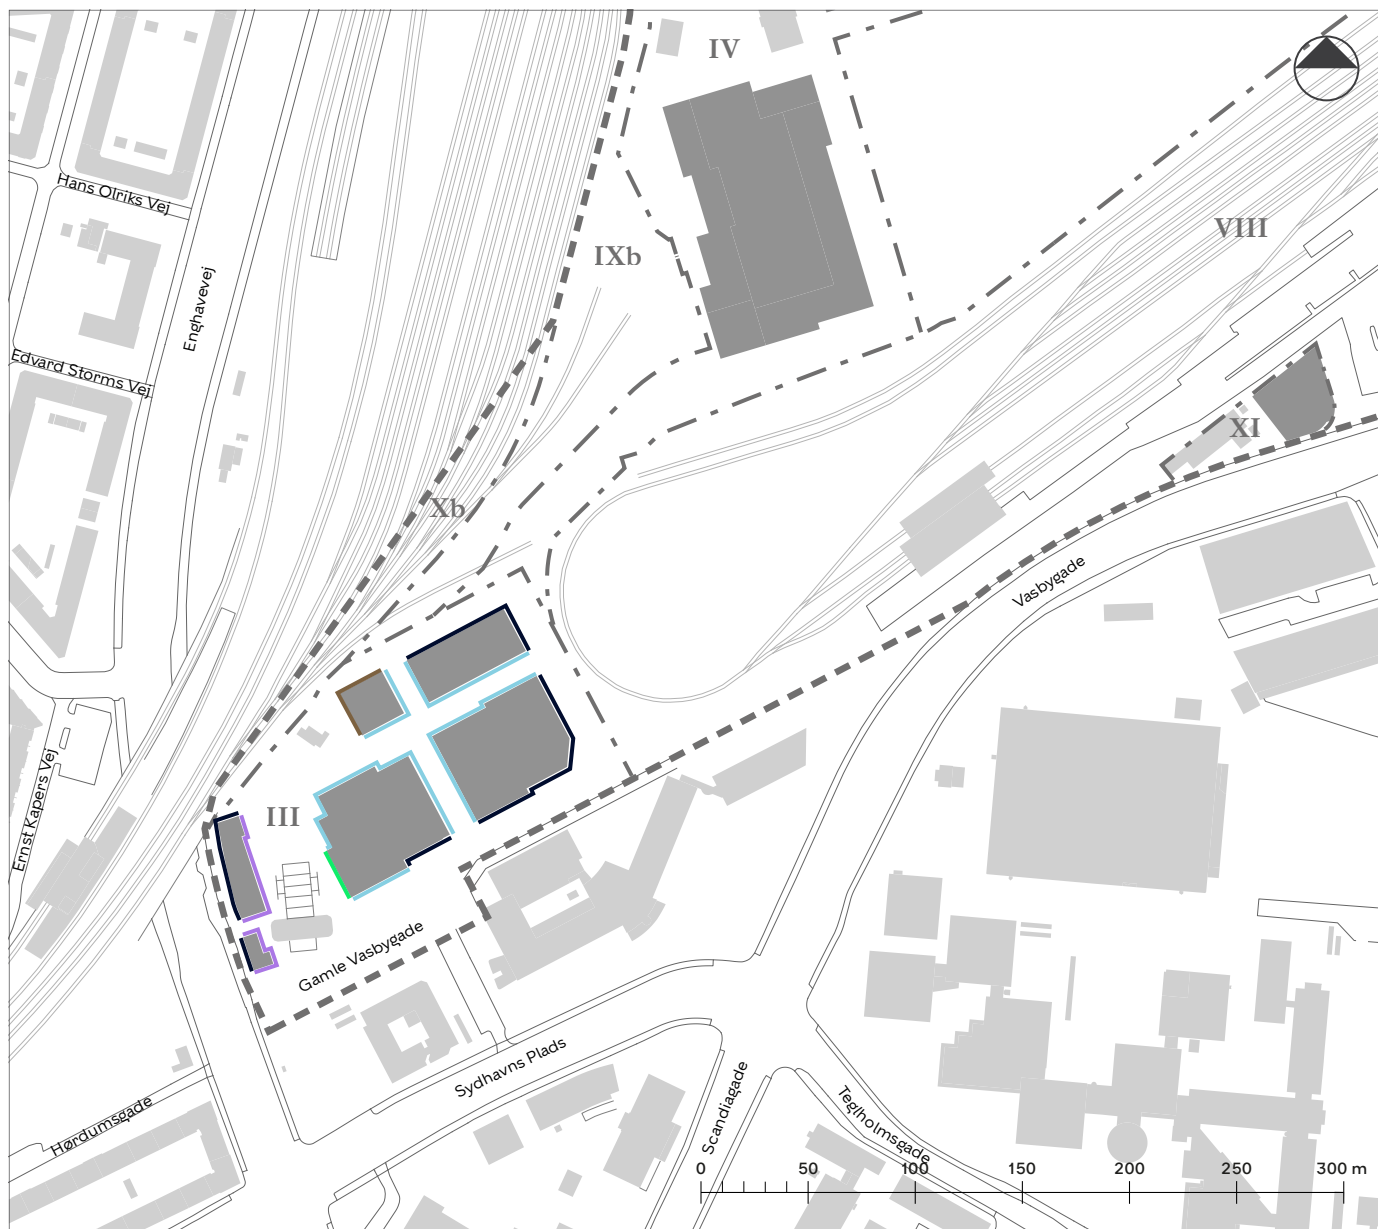 IV
Hans Olriks Vej
VIII
IXb
Enghavevej
Edvard Storms Vej
XI
Xb
Vasbygade
Ernst Kapers Vej
III
Gamle Vasbygade
Sydhavns Plads
Scandiagade
Teglholmsgade
Hørdumsgade
0 50 100 150 200 250 300 m